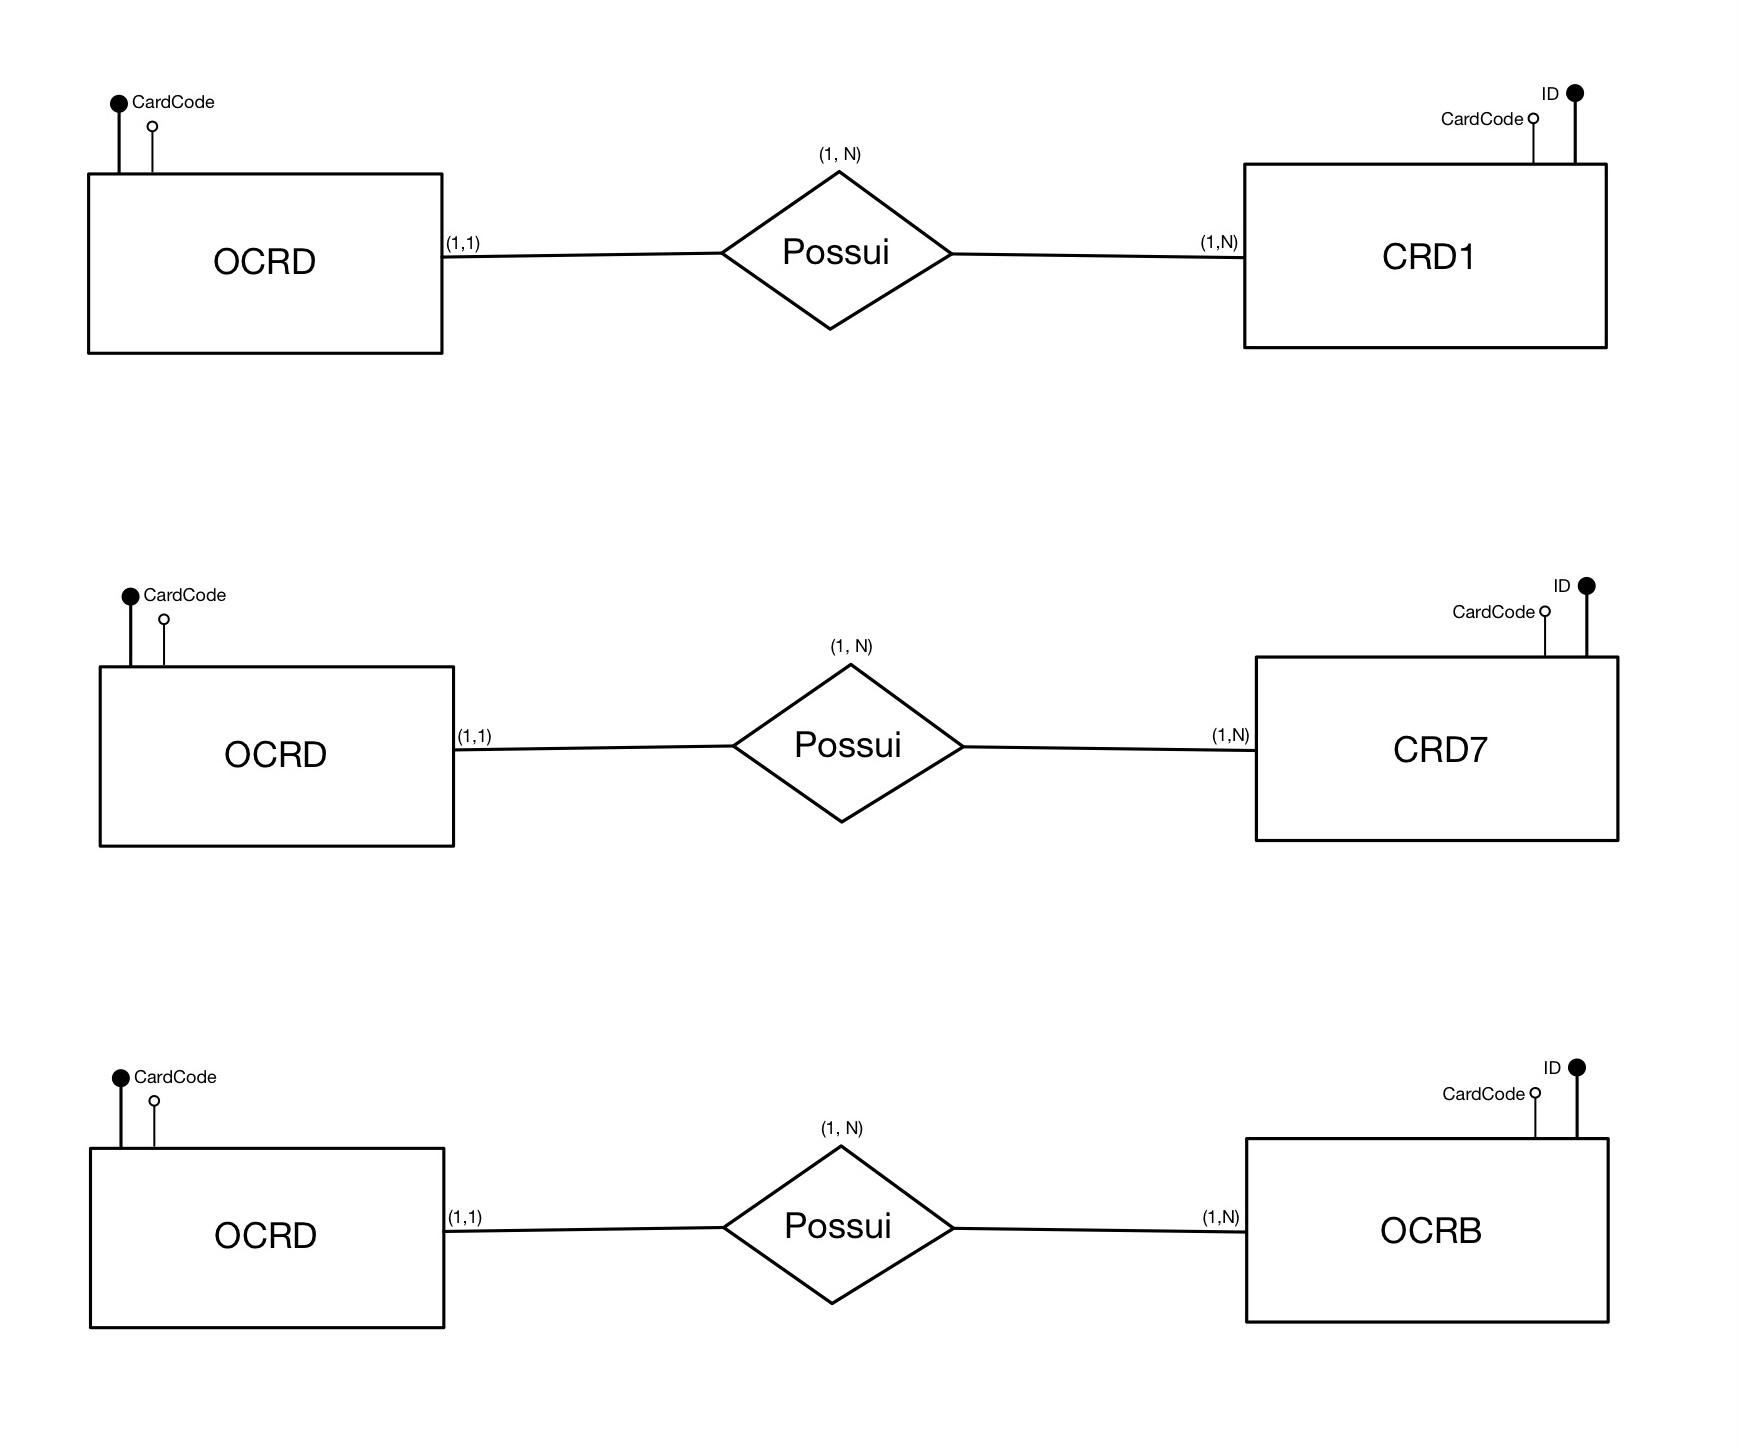 CardCode
ID
CardCode
(1, N)
OCRD
(1,1)
Possui
(1,N)
CRD1
CardCode
ID
CardCode
(1, N)
OCRD
(1,1)
Possui
(1,N)
CRD7
CardCode
ID
CardCode
(1, N)
OCRD
(1,1)
Possui
(1,N)
OCRB